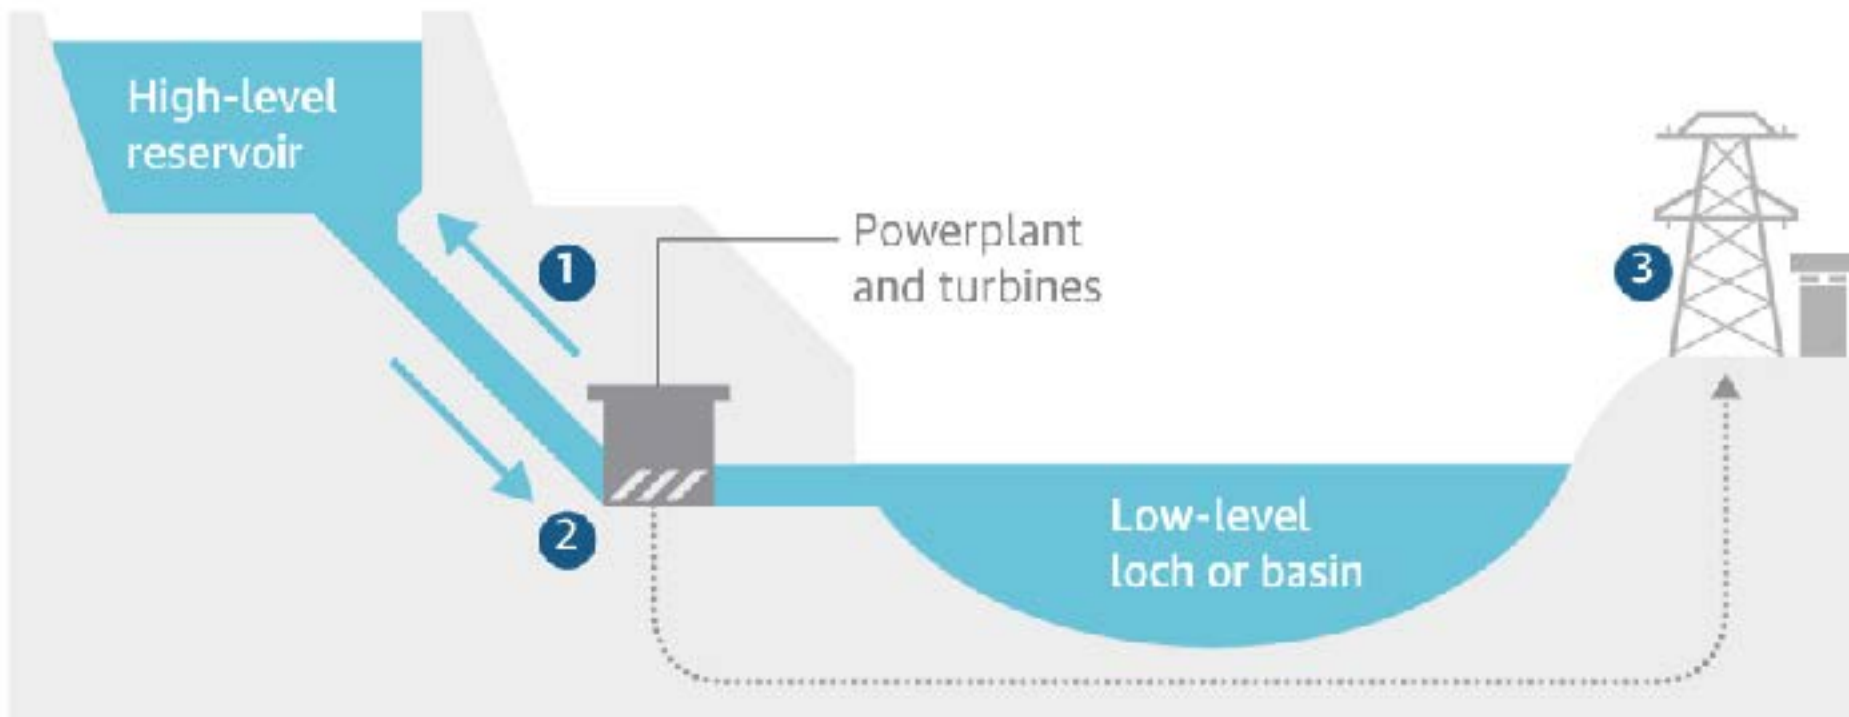 High-level
reservoir
1
Powerplant
and turbines
3
2
Low-level
loch or basin